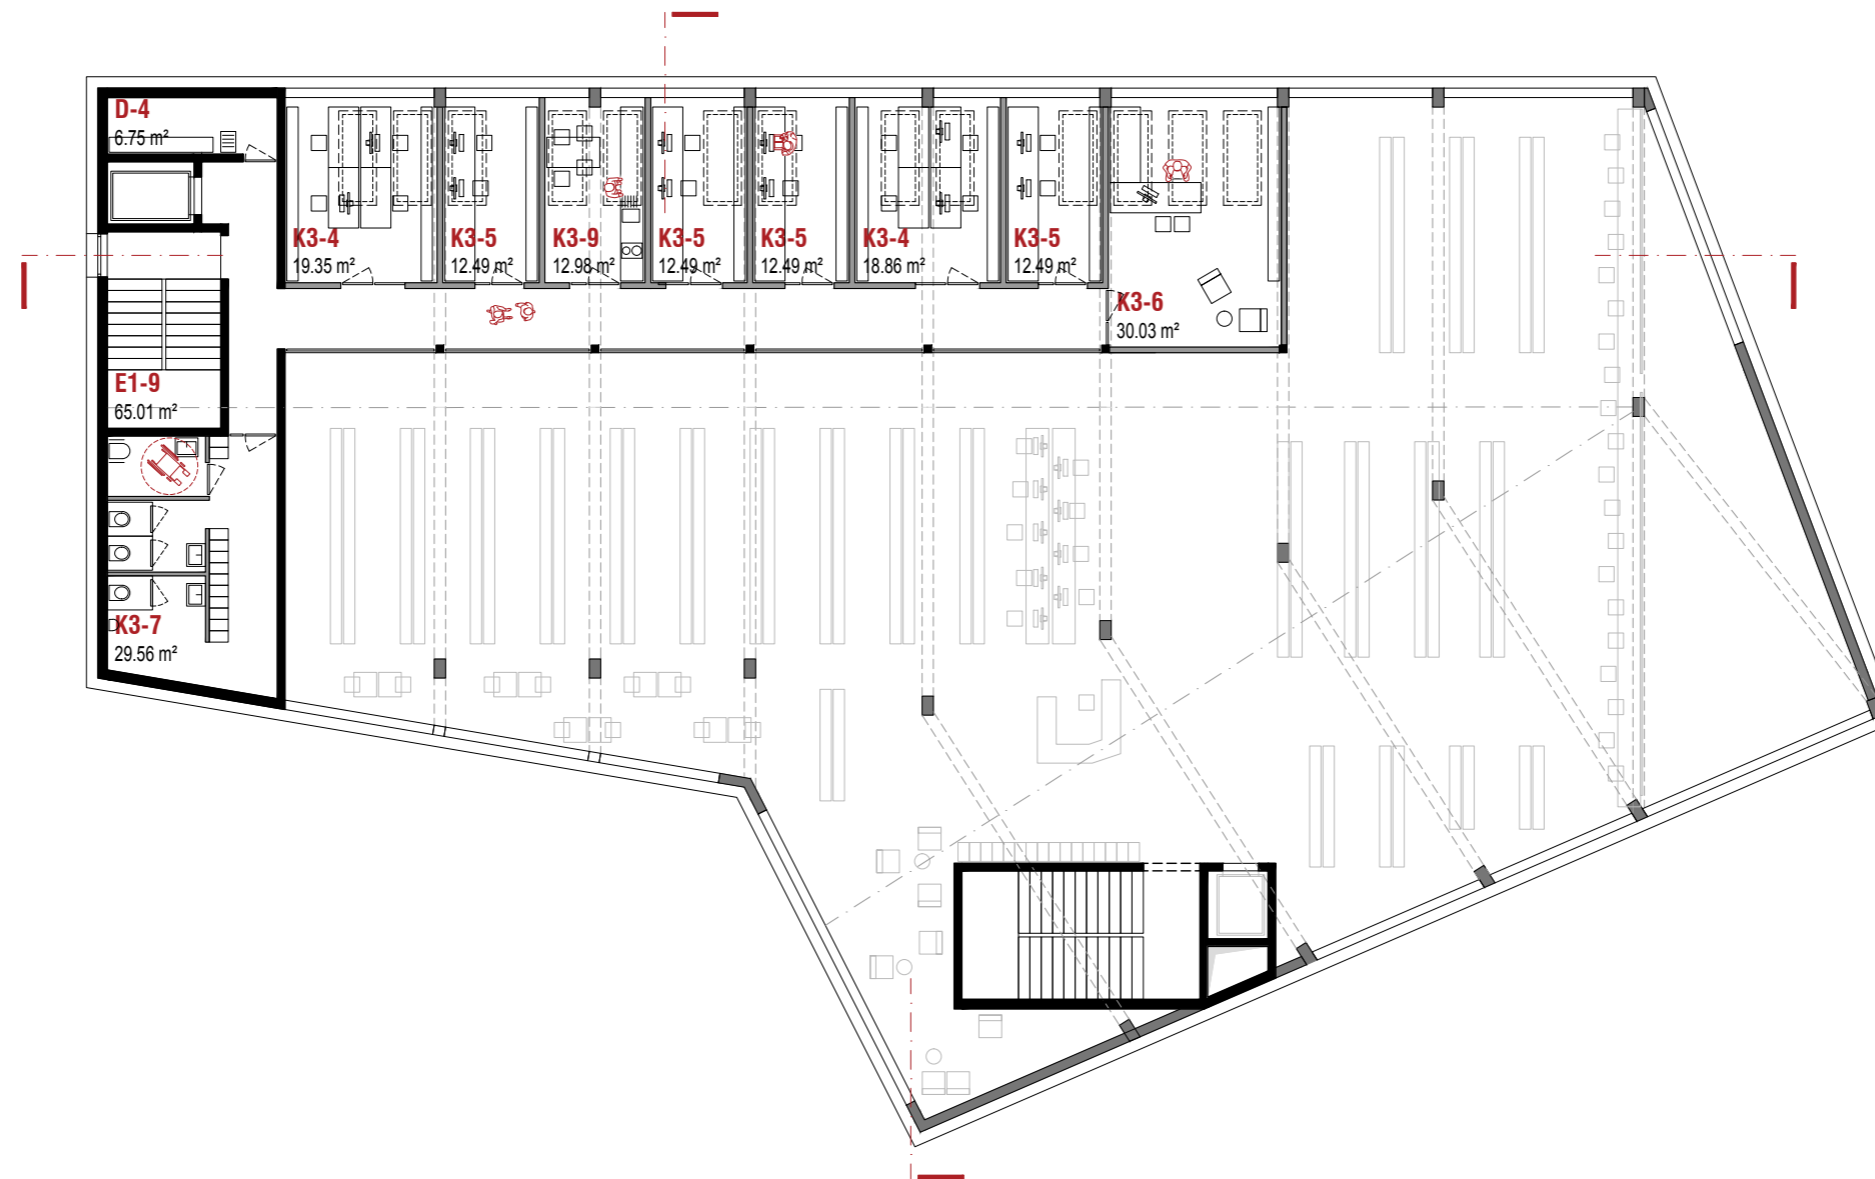 D-4
6.75 m²
K3-4
19.35 m²
K3-5
12.49 m²
K3-9
12.98 m²
K3-5
12.49 m²
K3-5
12.49 m²
K3-4
18.86 m²
K3-5
12.49 m²
K3-6
30.03 m²
E1-9
65.01 m²
K3-7
29.56 m²